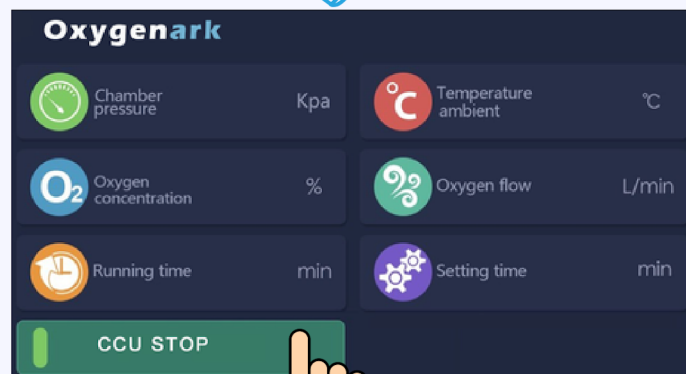 Oxygenark
Chamber
pressure
Kpa
Temperature
ambient
℃
Oxygen
concentration
%
Oxygen flow
L/min
Running time
min
Setting time
min
CCU STOP